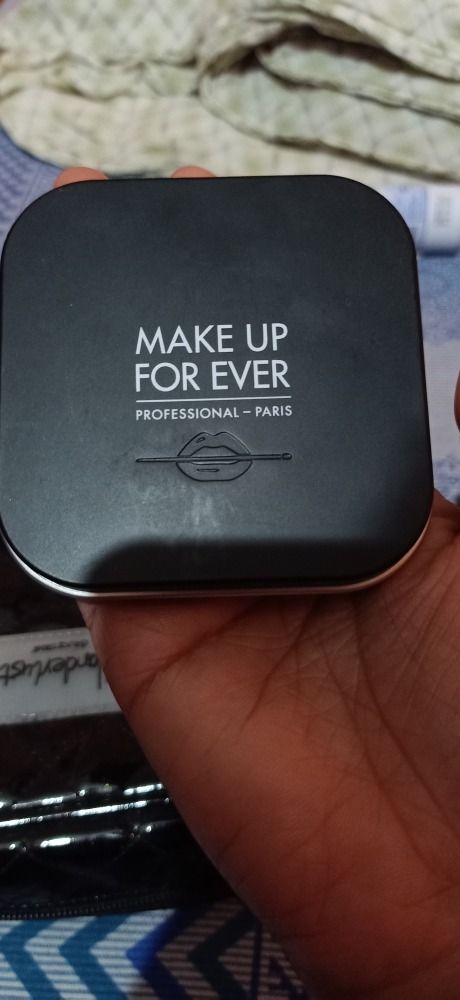 MAKE UP
FOR EVER
PROFESSIONAL – PARIS